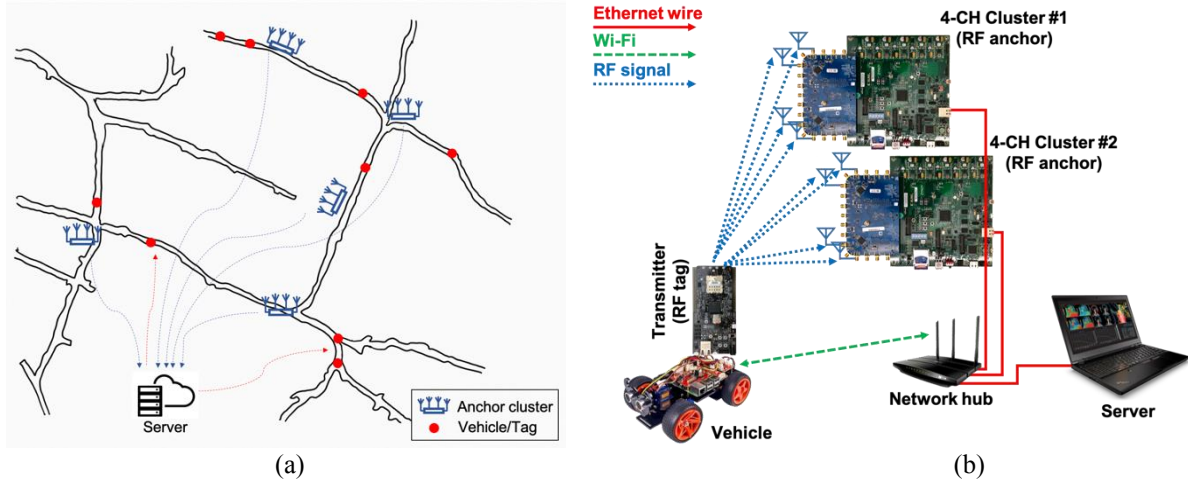 Server
Anchor cluster
Vehicle/Tag
(a)
Ethernet wire
Wi-Fi
RF signal
4-CH Cluster #1
(RF anchor)
4-CH Cluster #2
(RF anchor)
Transmitter
(RF tag)
Vehicle
Network hub
Server
(b)